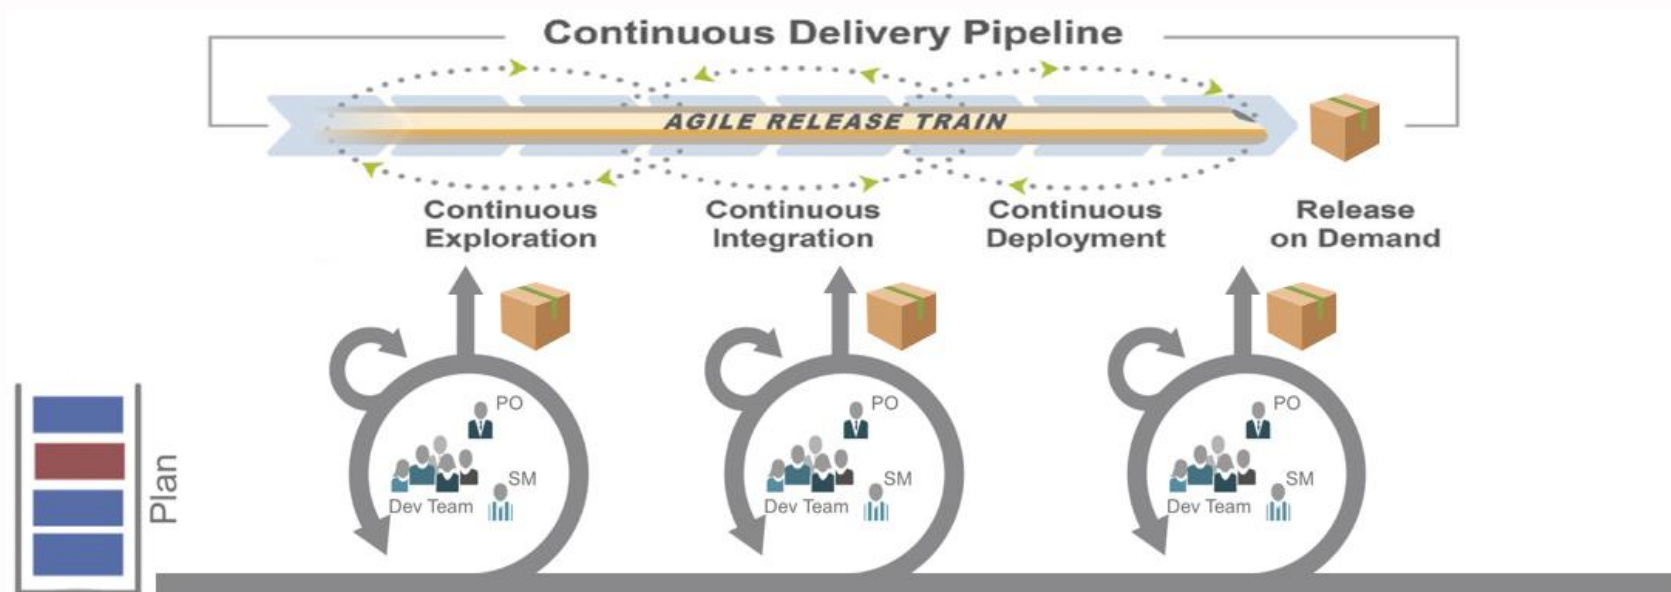 Continuous Delivery Pipeline
AGILE RELEASE TRAIN
Continuous
Exploration
Continuous
Integration
Continuous
Deployment
Release
on Demand
Plan
PO
SM
Dev Team
PO
SM
Dev Team
PO
SM
Dev Team